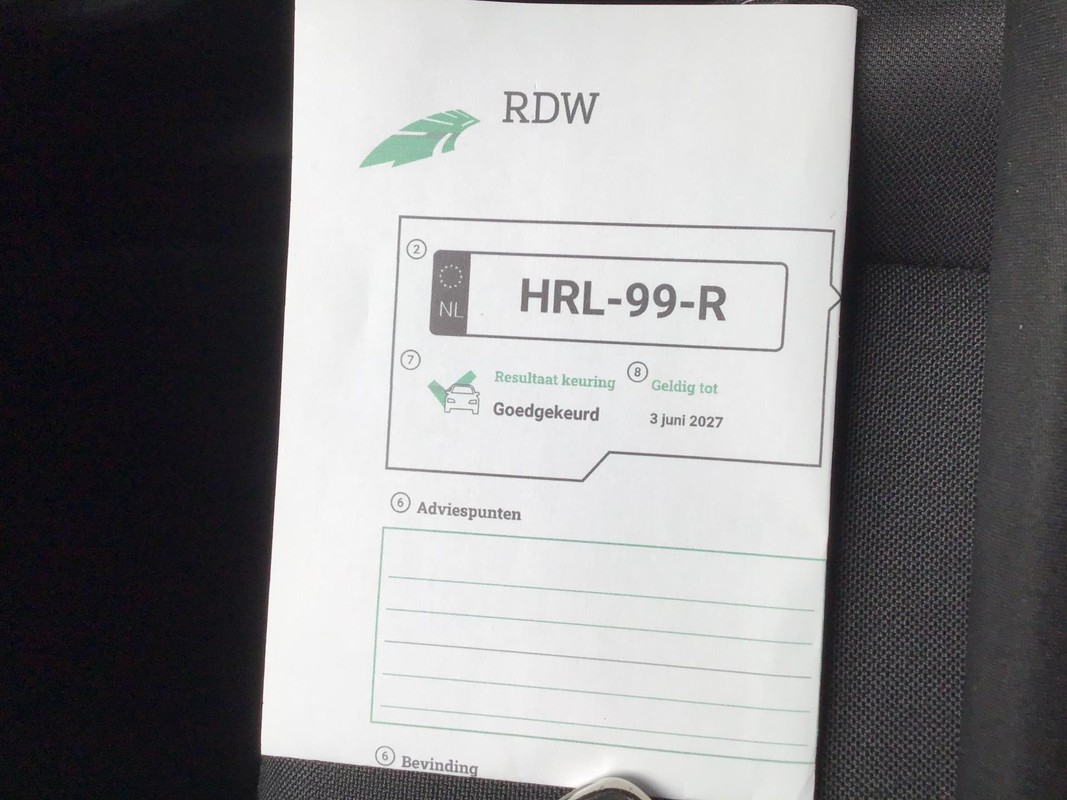 RDW
2
NL
HRL-99-R
7
Resultaat keuring
Goedgekeurd
8
Geldig tot
3 juni 2027
6 Adviespunten
6 Bevinding